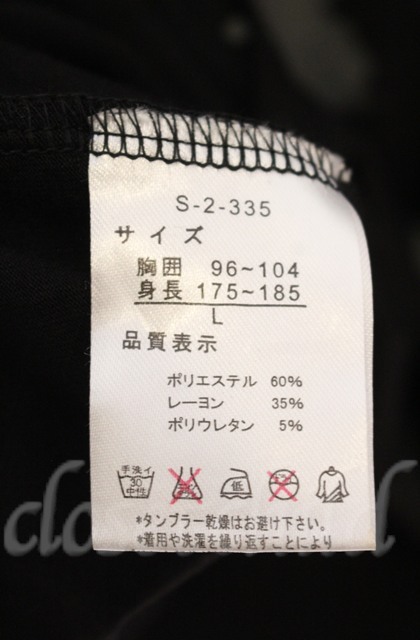 S-2-335
サイズ
胸囲 96~104
身長 175~185
L
品質表示
ポリエステル 60%
レーヨン 35%
ポリウレタン 5%
手洗イ
30
中性
低
*タンブラー乾燥はお避け下さい。
*着用や洗濯を繰り返すことにより